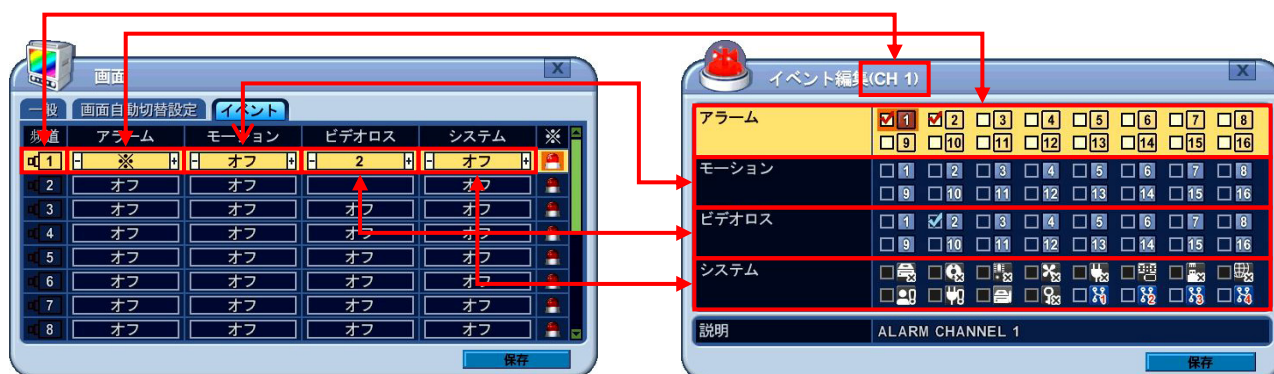 画面
X
一般 画面自動切替設定 イベント
頻道 アラーム モーション ビデオロス システム ※
1 - ※ + - オフ + - 2 + - オフ +
2 オフ オフ オフ オフ
3 オフ オフ オフ オフ
4 オフ オフ オフ オフ
5 オフ オフ オフ オフ
6 オフ オフ オフ オフ
7 オフ オフ オフ オフ
8 オフ オフ オフ オフ
保存
イベント編集(CH 1)
X
アラーム 1 2 3 4 5 6 7 8
9 10 11 12 13 14 15 16
モーション 1 2 3 4 5 6 7 8
9 10 11 12 13 14 15 16
ビデオロス 1 2 3 4 5 6 7 8
9 10 11 12 13 14 15 16
システム
1 2 3 4
説明 ALARM CHANNEL 1
保存